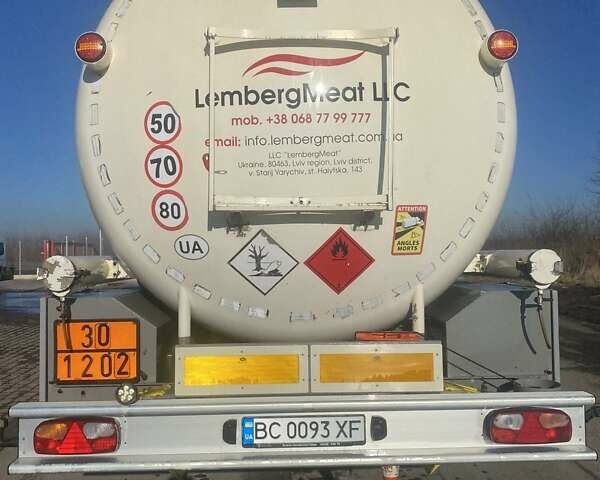 LembergMeat LLC
mob. +38 068 77 99 777
email: info.lembergmeat.com.ua
LLC "LembergMeat"
Ukraine, 80463, Lviv region, Lviv district,
v. Staryj Yarychiv, st. Halytska, 143
50
70
80
UA
ATTENTION
ANGLES
MORTS
30
1202
UA
BC 0093 XF